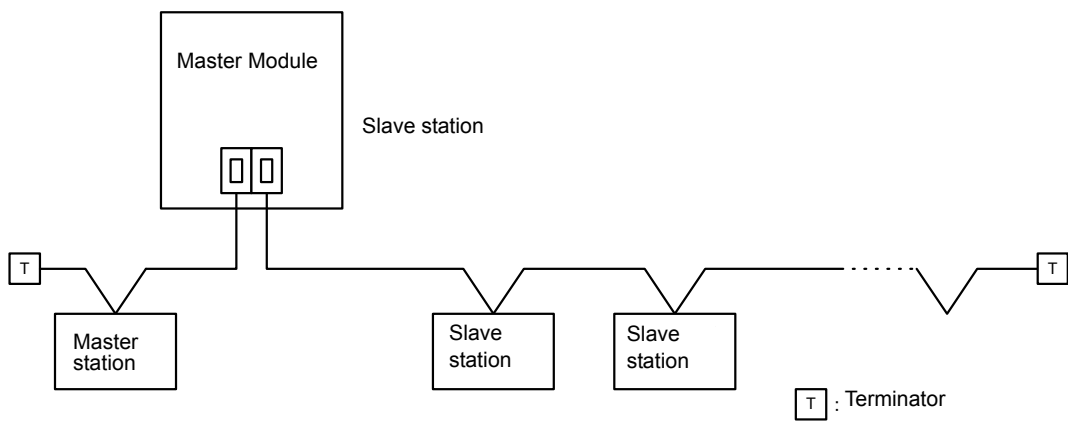 Master Module
Slave station
T
T
Master
station
Slave
station
Slave
station
T : Terminator